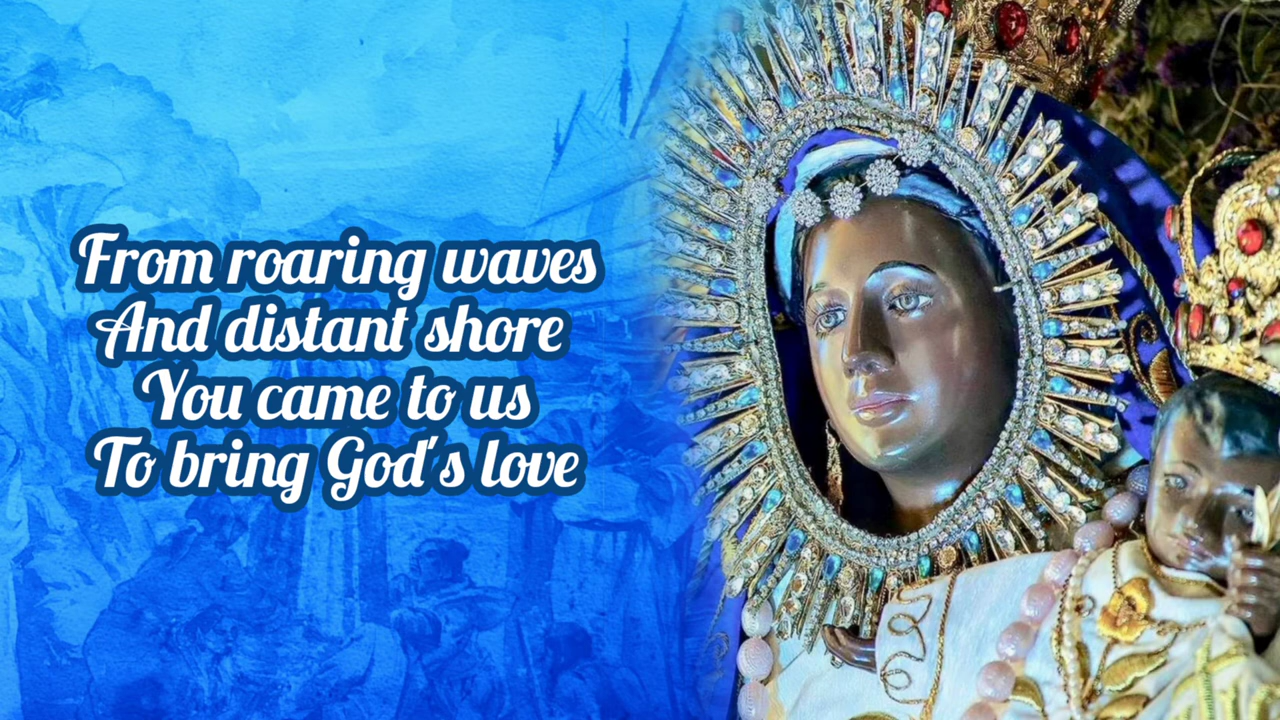 From roaring waves
And distant shore
You came to us
To bring God's love